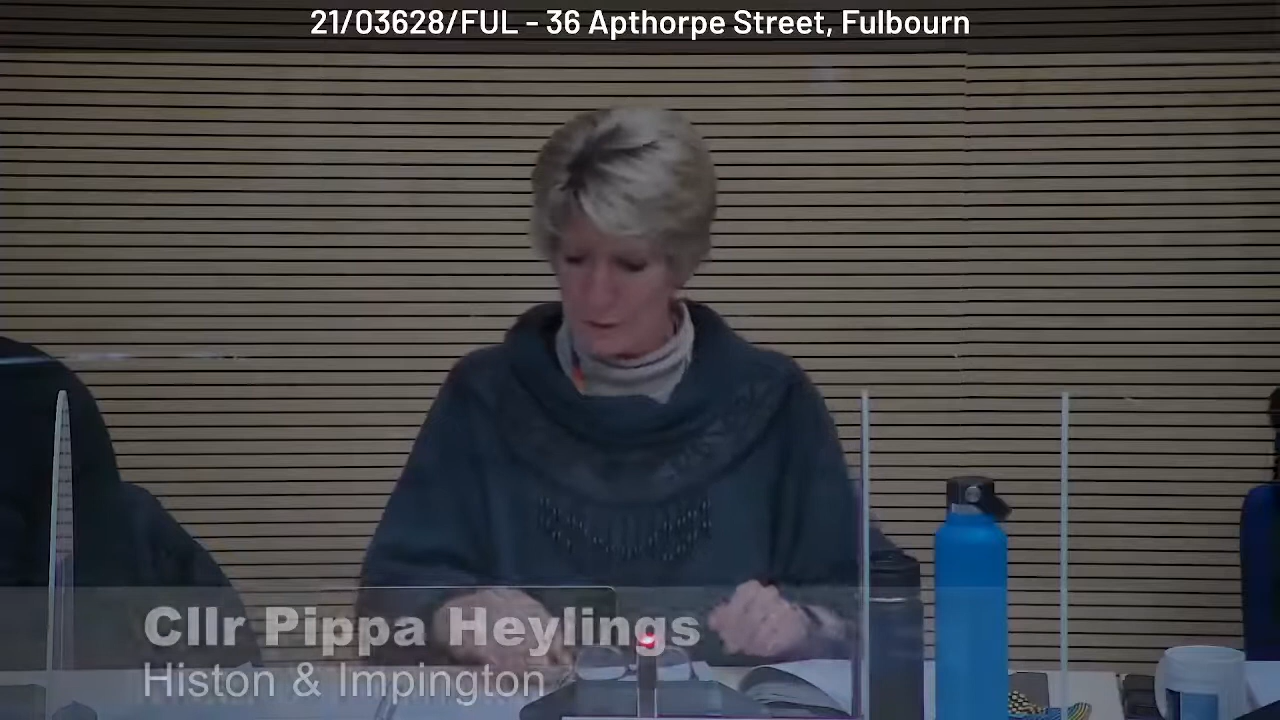 21/03628/FUL - 36 Apthorpe Street, Fulbourn
Cllr Pippa Heylings
Histon & Impington